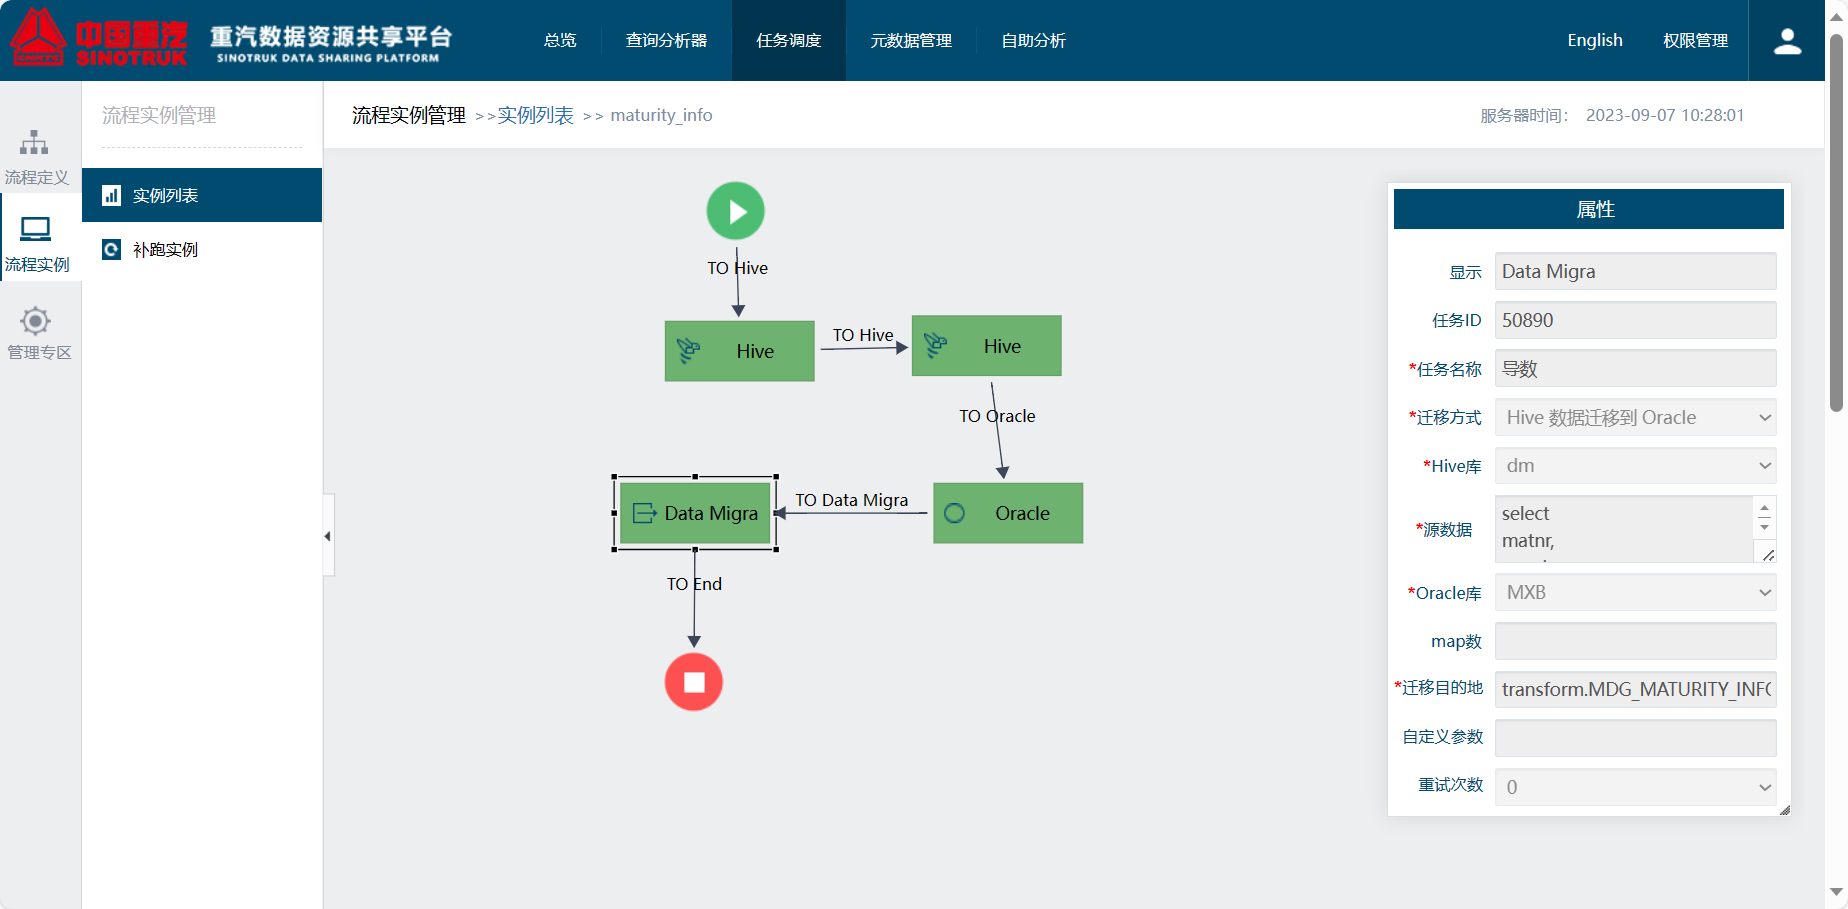 中国重汽
SINOTRUK
重汽数据资源共享平台
SINOTRUK DATA SHARING PLATFORM
总览
查询分析器
任务调度
元数据管理
自助分析
English
权限管理
流程定义
流程实例
管理专区
流程实例管理
实例列表
补跑实例
流程实例管理 >>实例列表 >> maturity_info
服务器时间： 2023-09-07 10:28:01
TO Hive
Hive
TO Hive
Hive
TO Oracle
Oracle
TO Data Migra
Data Migra
TO End
属性
显示 Data Migra
任务ID 50890
*任务名称 导数
*迁移方式 Hive 数据迁移到 Oracle
*Hive库 dm
*源数据 select
matnr,
*Oracle库 MXB
map数
*迁移目的地 transform.MDG_MATURITY_INFO
自定义参数
重试次数 0